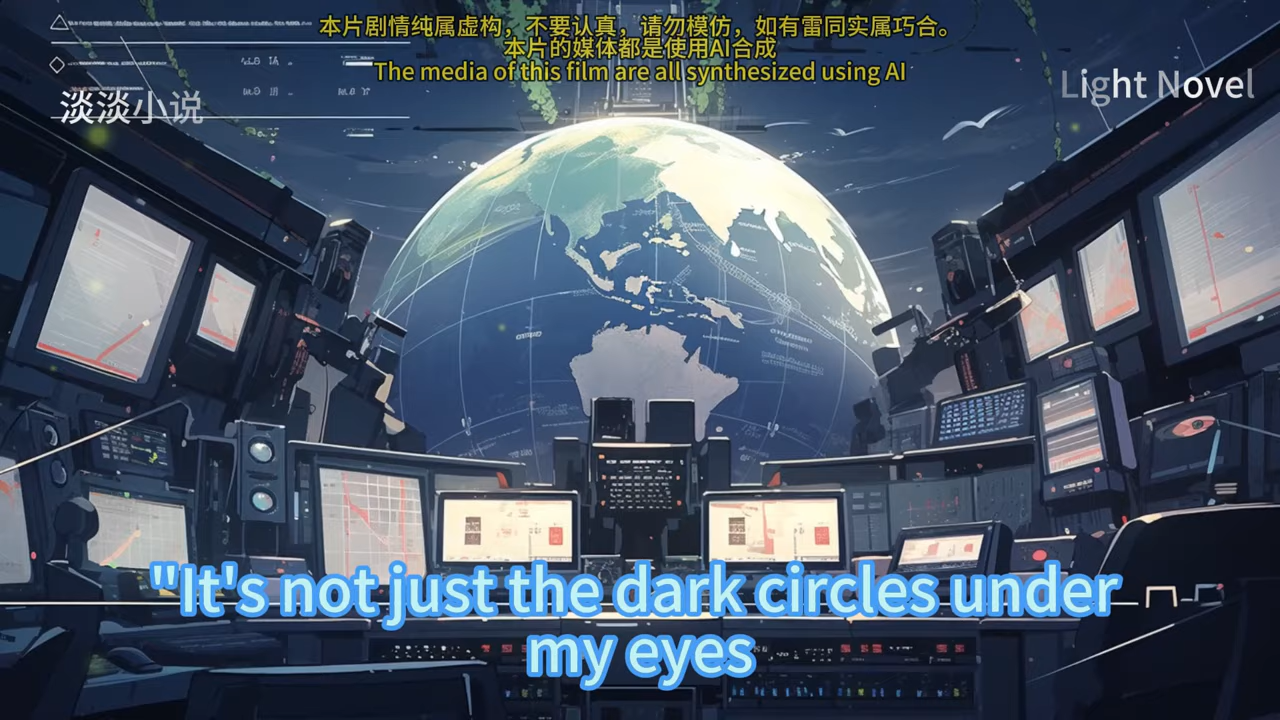 本片剧情纯属虚构，不要认真，请勿模仿，如有雷同实属巧合。
本片的媒体都是使用AI合成
The media of this film are all synthesized using AI
淡淡小说
Light Novel
"It's not just the dark circles under
my eyes